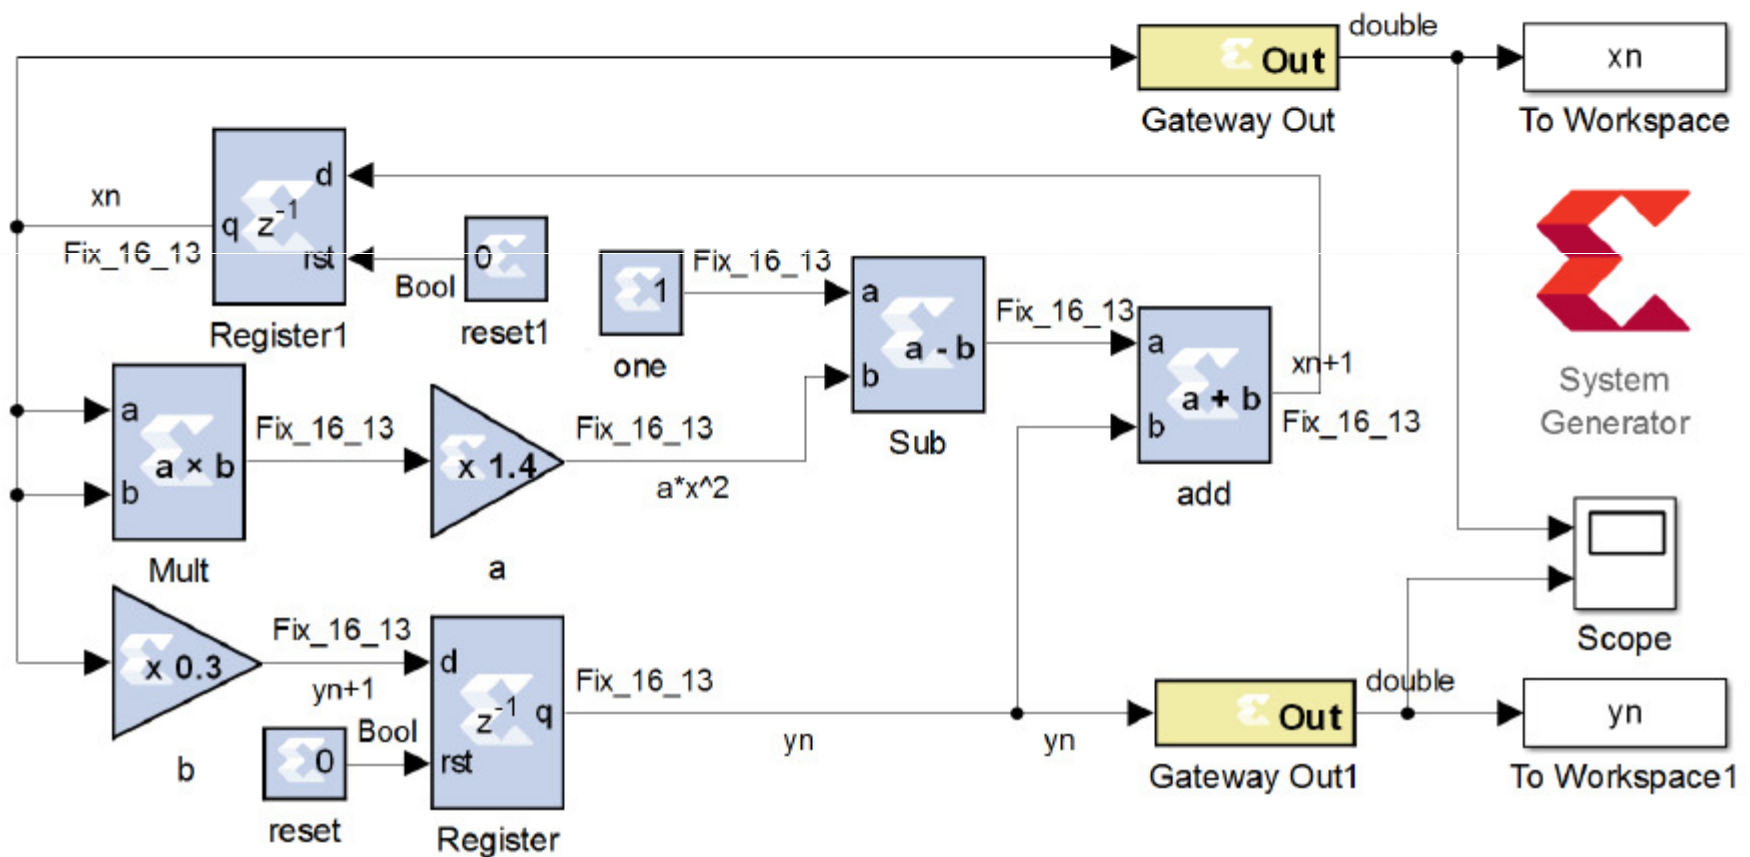 double
Out
xn
Gateway Out
To Workspace
d
xn
q z^-1
Fix_16_13
rst
Bool
0
Register1
reset1
1
one
Fix_16_13
a
a - b
b
Sub
Fix_16_13
a
xn+1
a + b
b
Fix_16_13
add
System
Generator
a
a × b
b
Mult
Fix_16_13
x 1.4
a
Fix_16_13
a*x^2
x 0.3
b
Fix_16_13
yn+1
Bool
0
reset
d
z^-1 q
rst
Register
Fix_16_13
yn
yn
Out
Gateway Out1
double
yn
To Workspace1
Scope